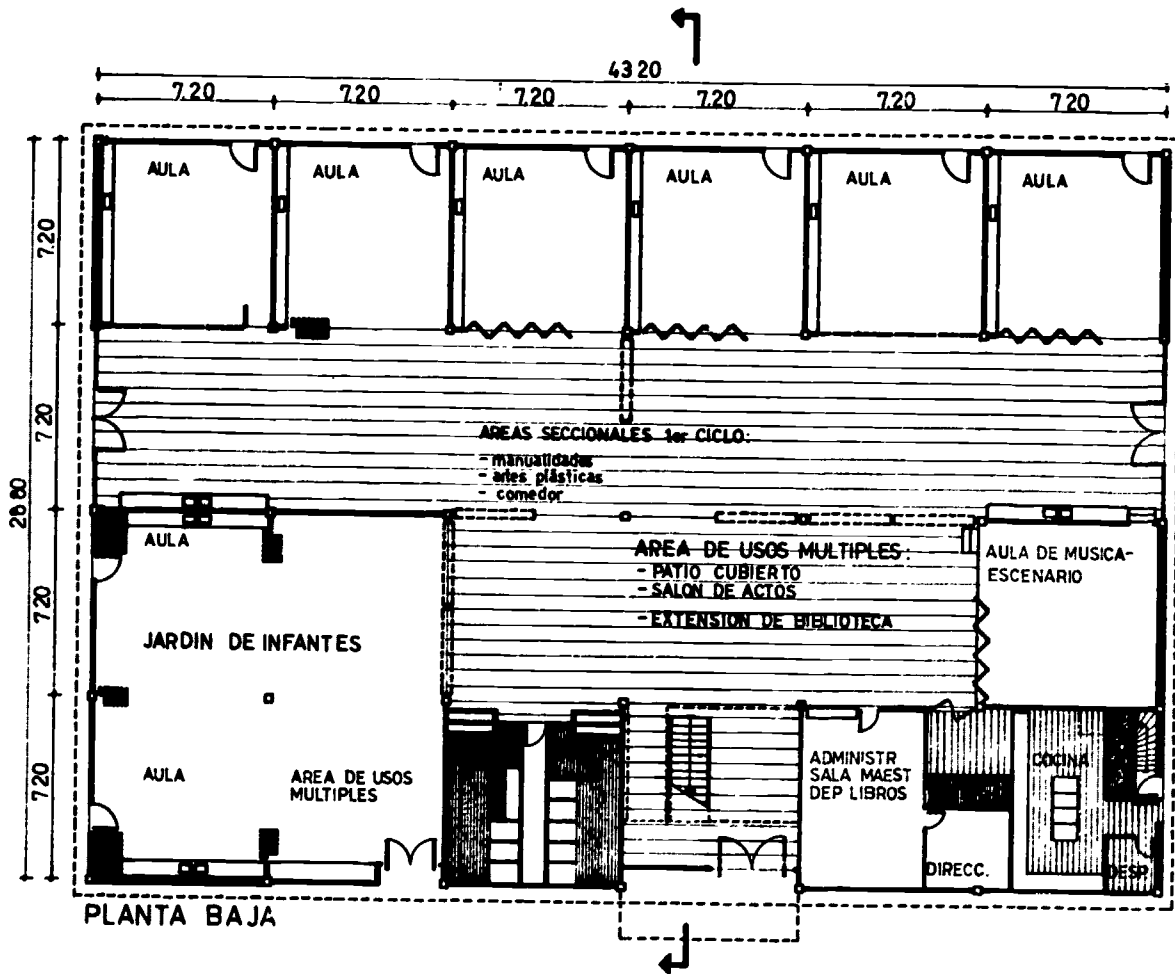 43 20
7.20 7.20 7.20 7.20 7.20 7.20
AULA AULA AULA AULA AULA AULA
7.20
7.20
28 80
7.20
7.20
AREAS SECCIONALES 1er CICLO:
- manualidades
- artes plásticas
- comedor
AULA
JARDIN DE INFANTES
AULA
AREA DE USOS
MULTIPLES
AREA DE USOS MULTIPLES:
- PATIO CUBIERTO
- SALON DE ACTOS
- EXTENSION DE BIBLIOTECA
AULA DE MUSICA-
ESCENARIO
ADMINISTR
SALA MAEST
DEP LIBROS
DIRECC.
COCINA
DESP.
PLANTA BAJA